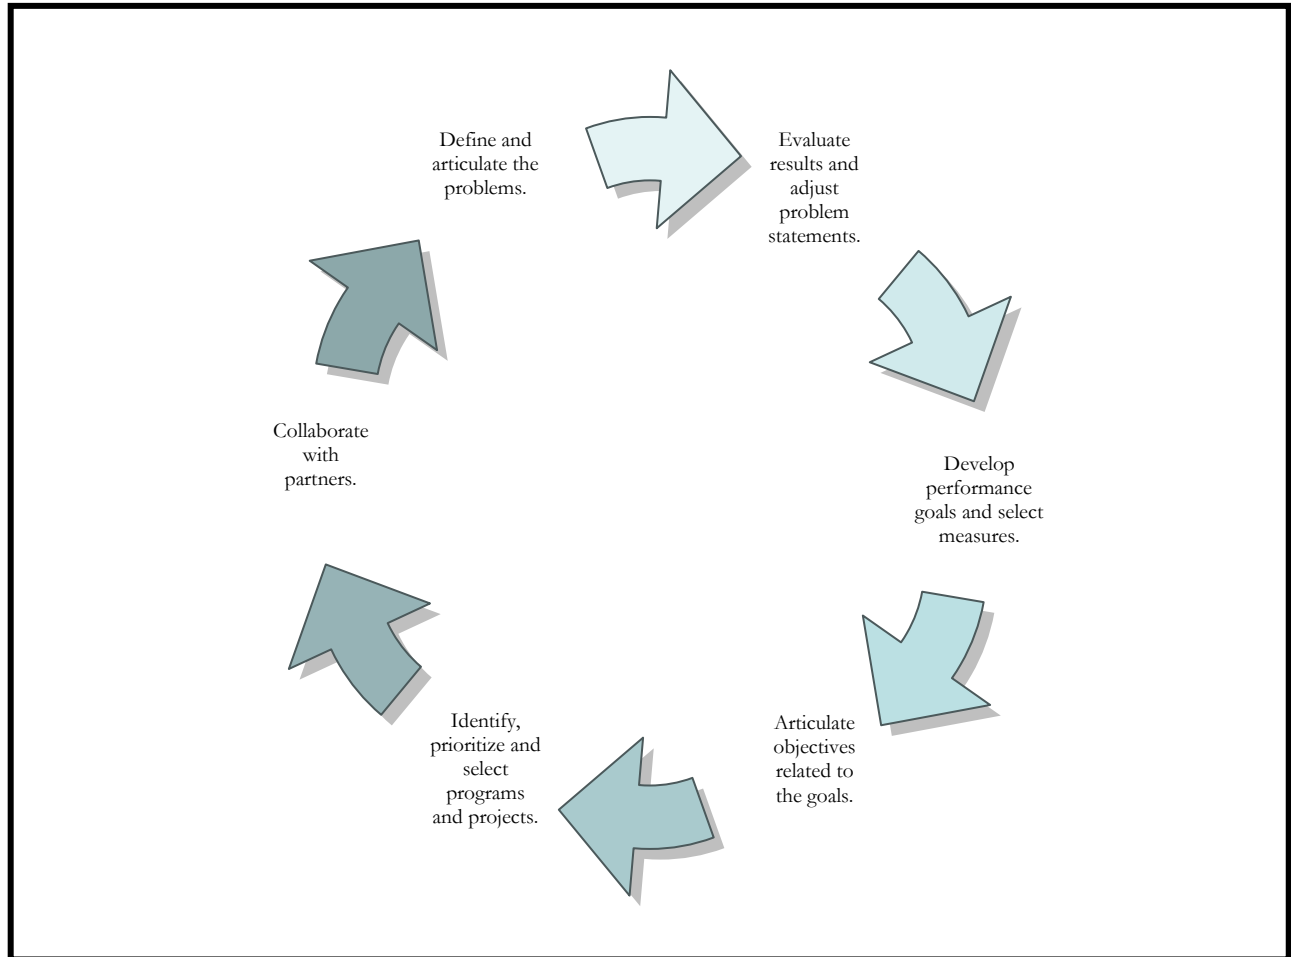 Define and
articulate the
problems.
Evaluate
results and
adjust
problem
statements.
Develop
performance
goals and select
measures.
Articulate
objectives
related to
the goals.
Identify,
prioritize and
select
programs
and projects.
Collaborate
with
partners.